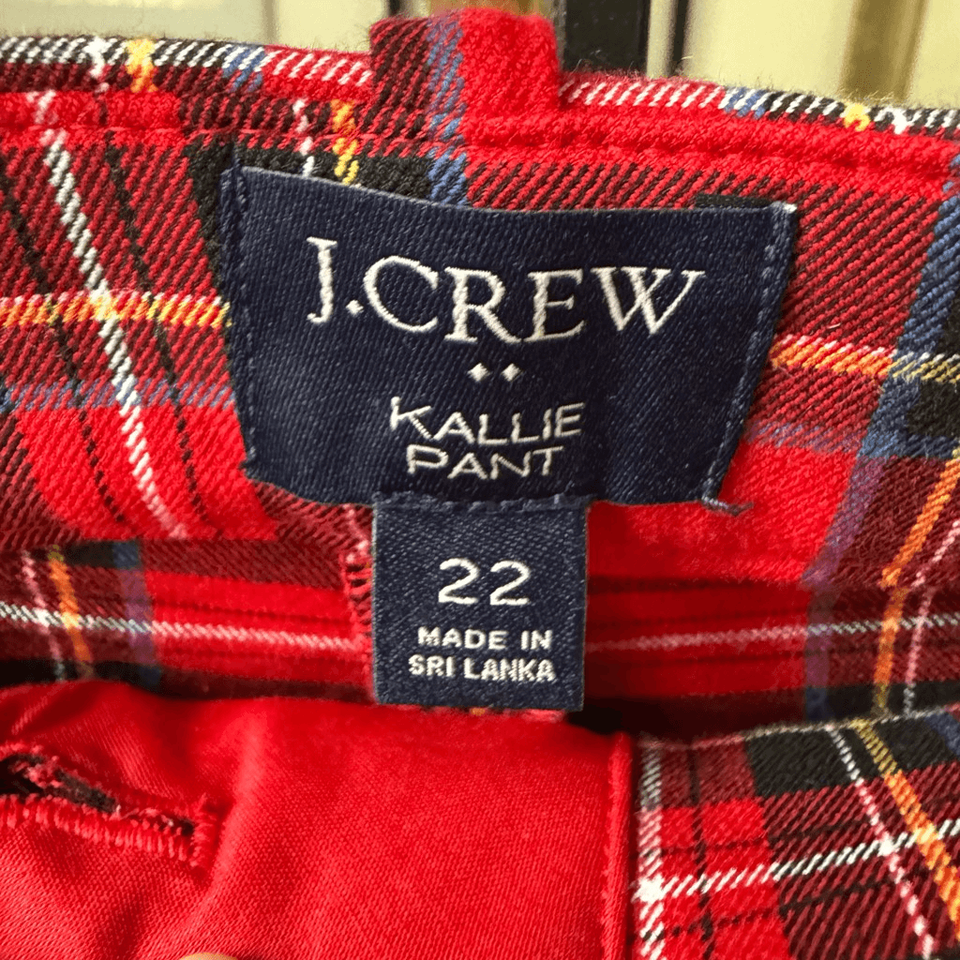 J.CREW
KALLIE
PANT
22
MADE IN
SRI LANKA